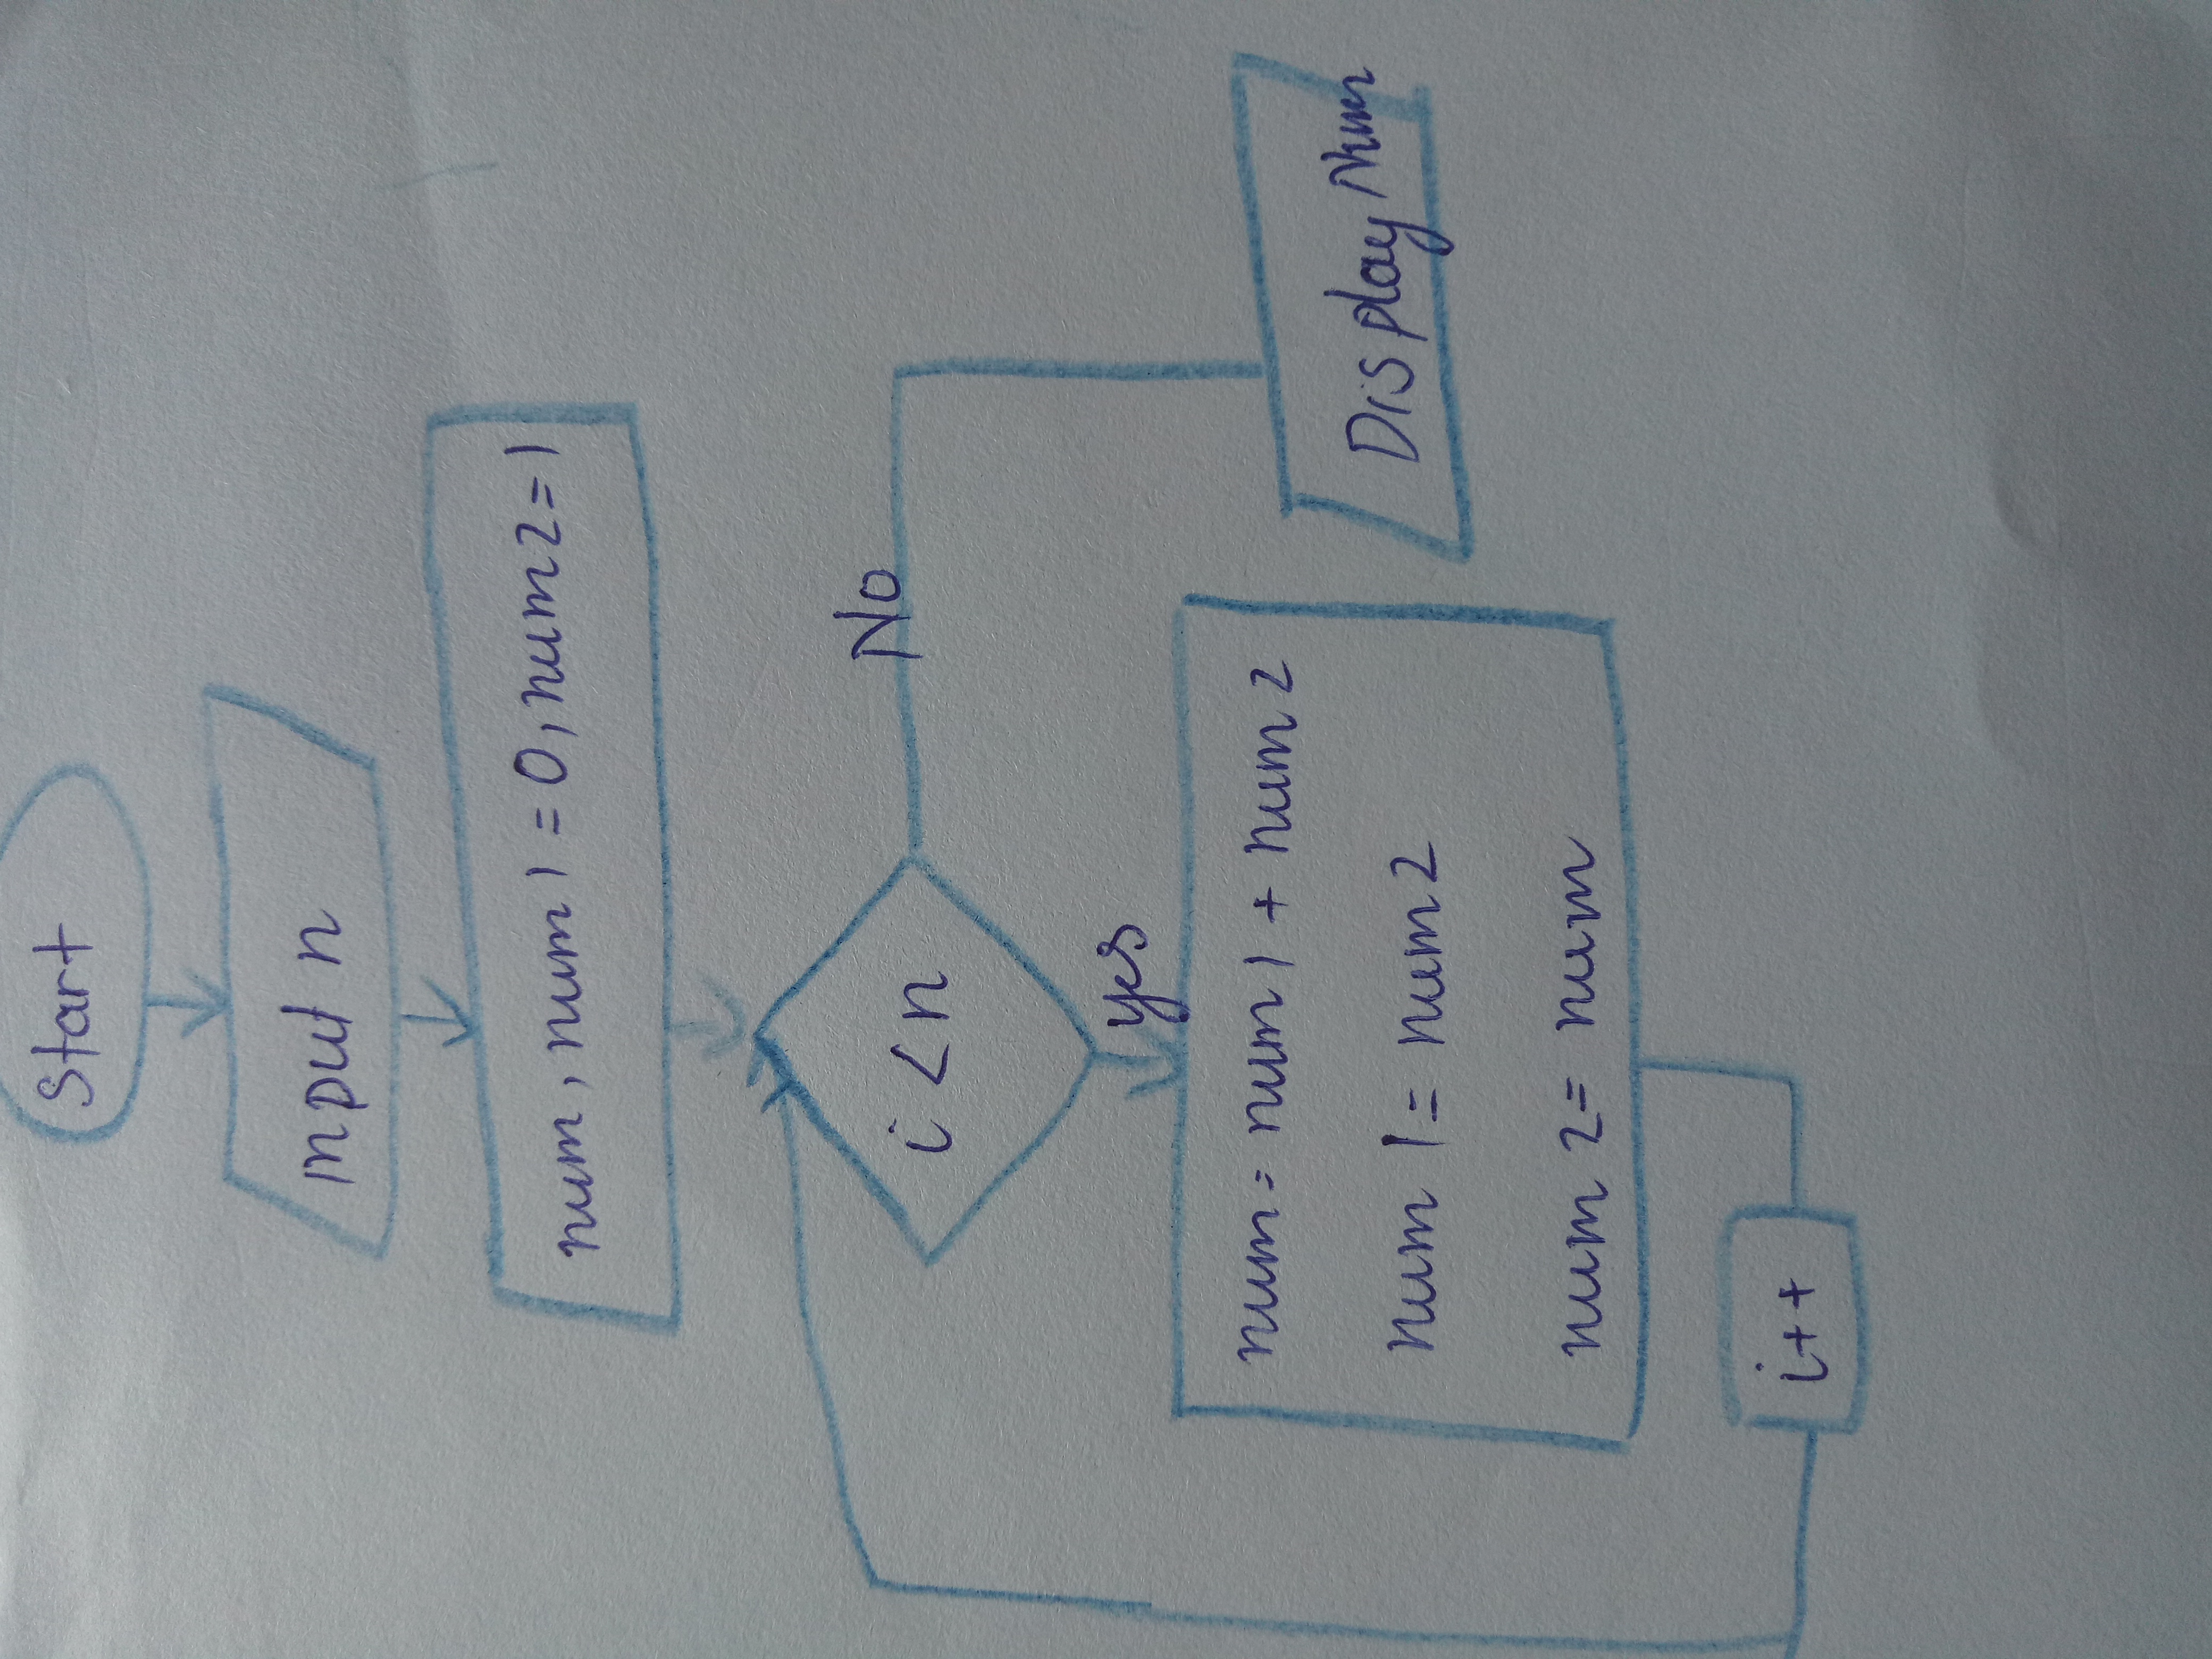 Start
input n
num, num1=0, num2=1
i<n
No
yes
num= num1 + num2
num1= num2
num2= num
Display Num
i++